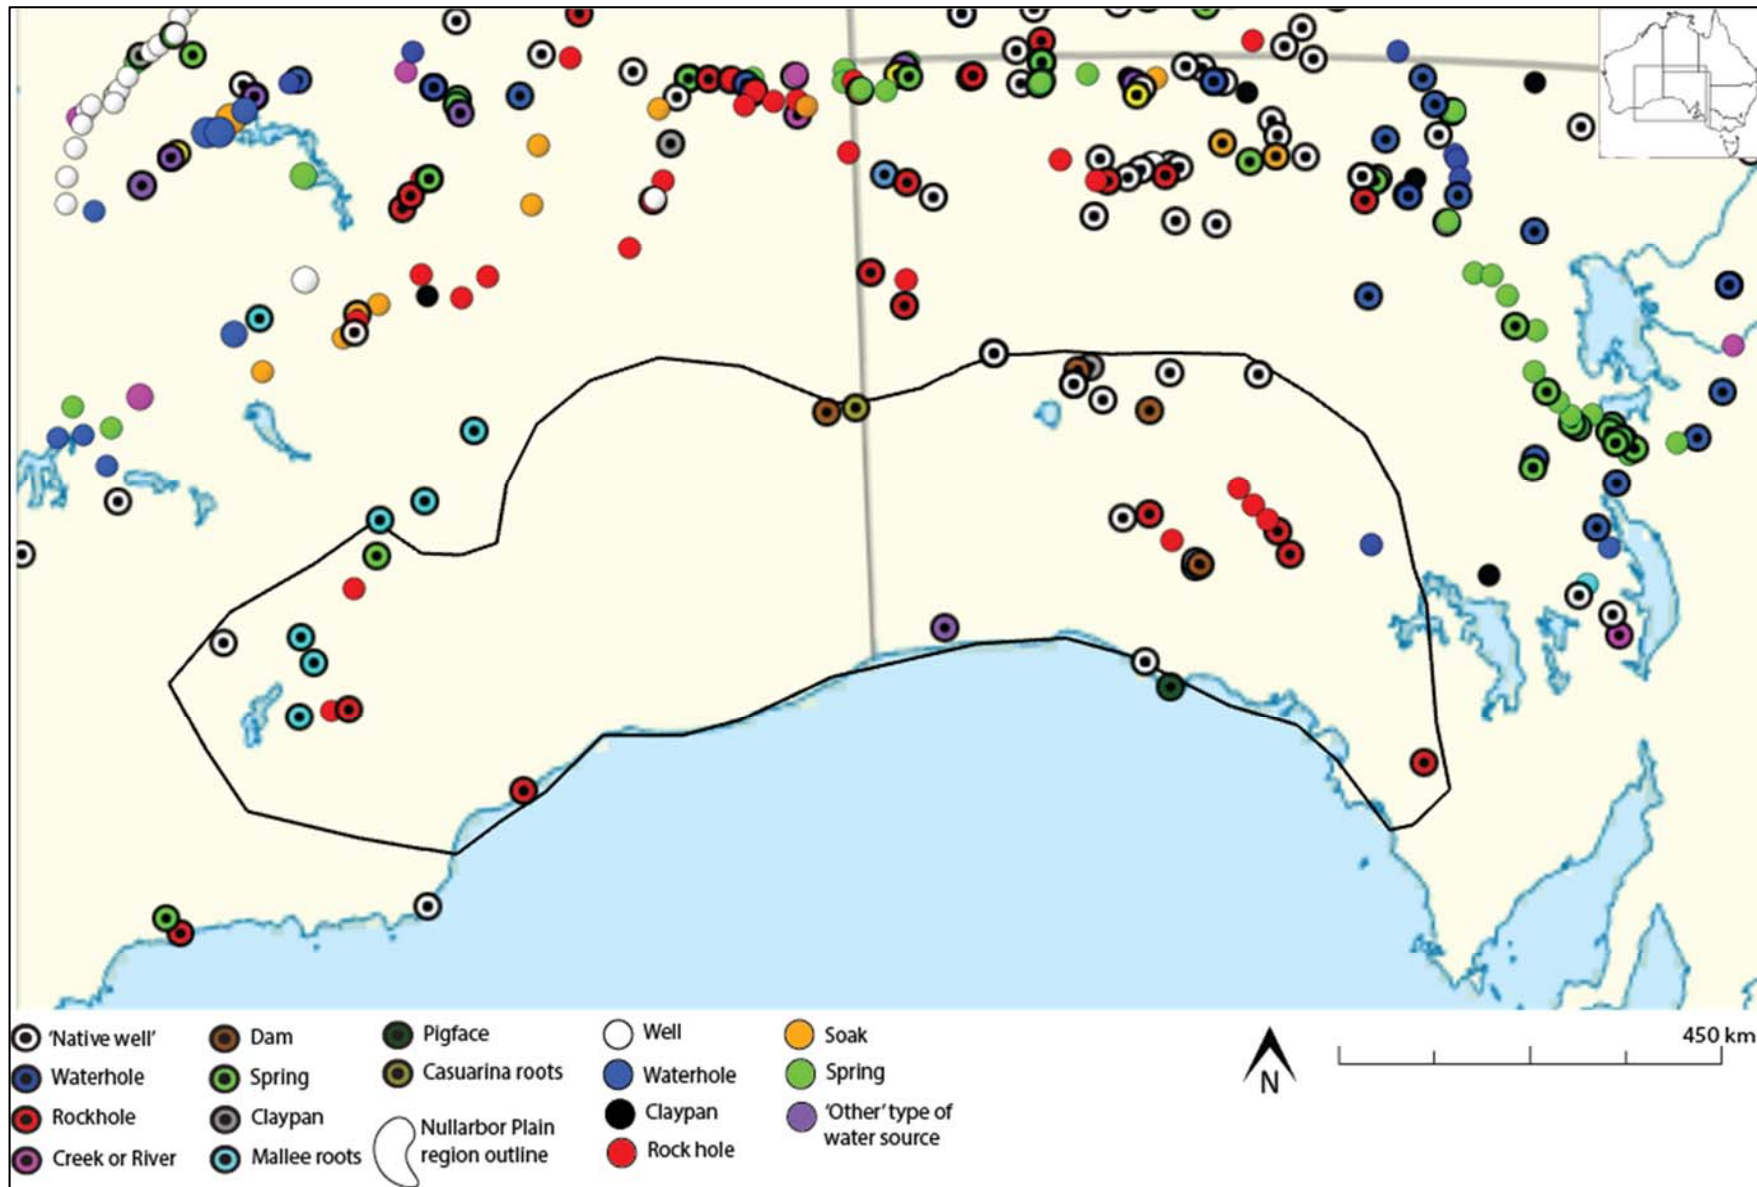 450 km
N
'Native well'
Waterhole
Rockhole
Creek or River
Dam
Spring
Claypan
Mallee roots
Pigface
Casuarina roots
Nullarbor Plain
region outline
Well
Waterhole
Claypan
Rock hole
Soak
Spring
'Other' type of
water source